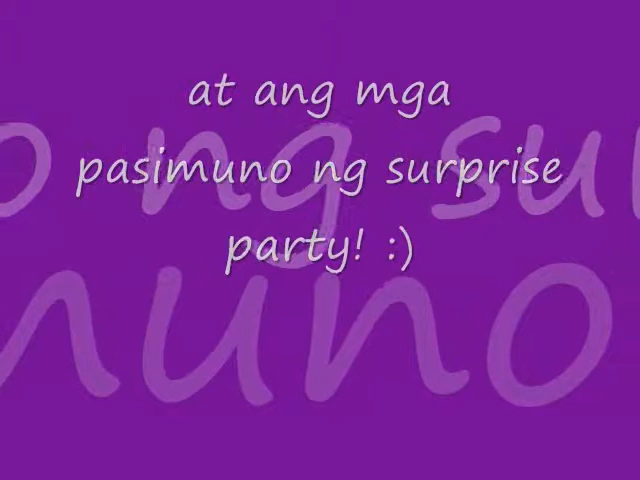 at ang mga
pasimuno ng surprise
party! :)